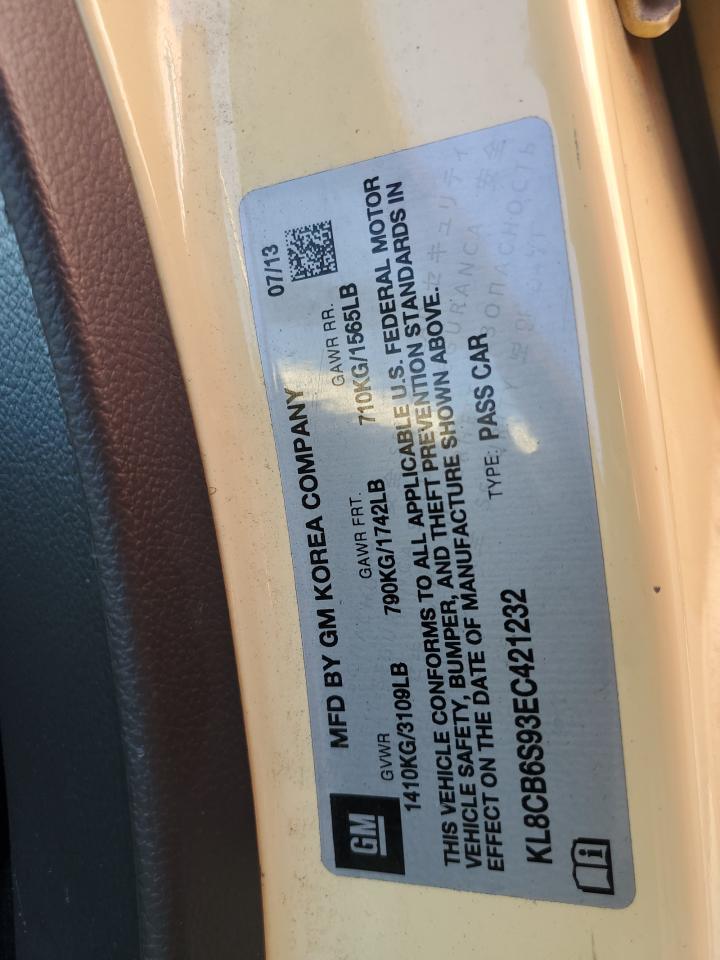 GM
MFD BY GM KOREA COMPANY
07/13
GVWR
GAWR FRT.
GAWR RR.
1410KG/3109LB
790KG/1742LB
710KG/1565LB
THIS VEHICLE CONFORMS TO ALL APPLICABLE U.S. FEDERAL MOTOR
VEHICLE SAFETY, BUMPER, AND THEFT PREVENTION STANDARDS IN
EFFECT ON THE DATE OF MANUFACTURE SHOWN ABOVE.
TYPE: PASS CAR
KL8CB6S93EC421232
i